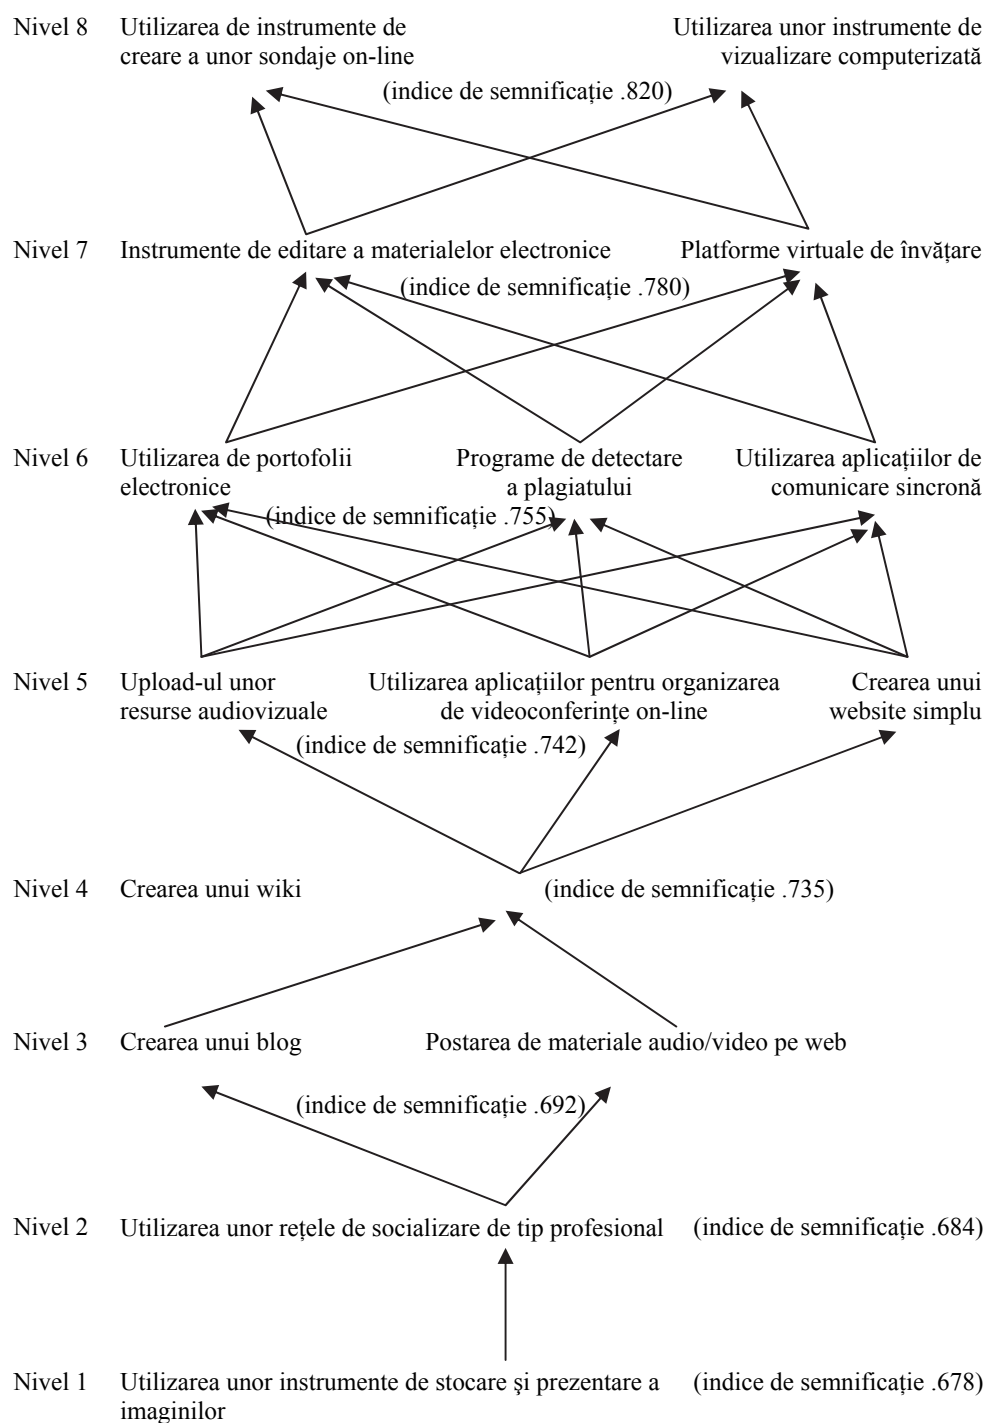 Nivel 8 Utilizarea de instrumente de Utilizarea unor instrumente de
creare a unor sondaje on-line vizualizare computerizată
(indice de semnificație .820)
Nivel 7 Instrumente de editare a materialelor electronice Platforme virtuale de învățare
(indice de semnificație .780)
Nivel 6 Utilizarea de portofolii Programe de detectare Utilizarea aplicațiilor de
electronice a plagiatului comunicare sincronă
(indice de semnificație .755)
Nivel 5 Upload-ul unor Utilizarea aplicațiilor pentru organizarea Crearea unui
resurse audiovizuale de videoconferințe on-line website simplu
(indice de semnificație .742)
Nivel 4 Crearea unui wiki (indice de semnificație .735)
Nivel 3 Crearea unui blog Postarea de materiale audio/video pe web
(indice de semnificație .692)
Nivel 2 Utilizarea unor rețele de socializare de tip profesional (indice de semnificație .684)
Nivel 1 Utilizarea unor instrumente de stocare şi prezentare a (indice de semnificație .678)
imaginilor